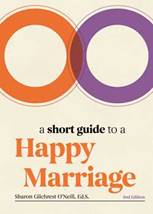 a short guide to a
Happy
Marriage
Sharon Gilchrest O'Neill, Ed.S.
2nd Edition